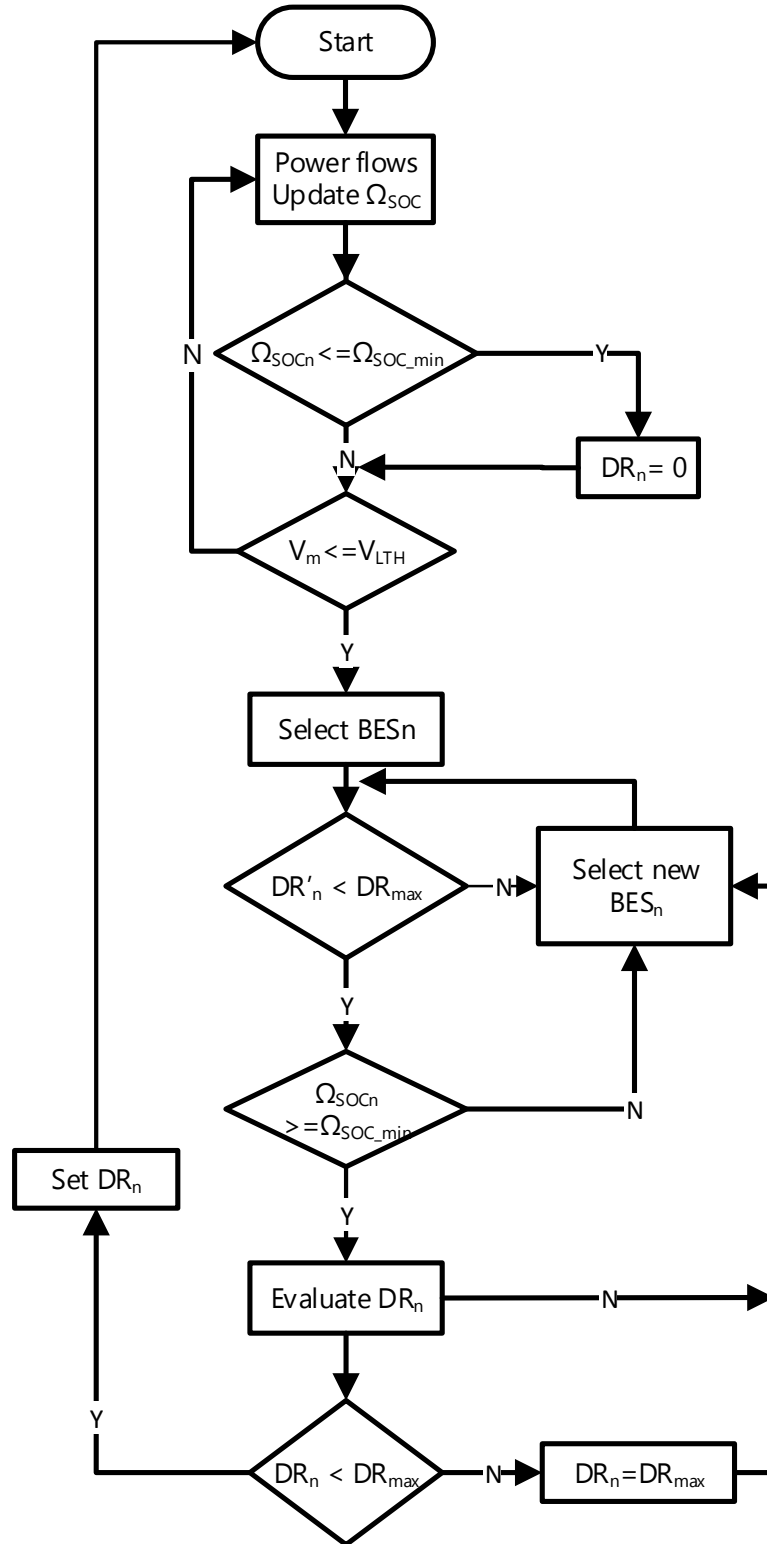 Start
Power flows
Update Ω_SOC
N
Ω_SOCn <=Ω_SOC_min
Y
N
DR_n = 0
V_m <=V_LTH
Y
Select BESn
DR'_n < DR_max
N
Select new
BES_n
Y
Ω_SOCn
>=Ω_SOC_min
N
Set DR_n
Y
Evaluate DR_n
N
Y
DR_n < DR_max
N
DR_n=DR_max